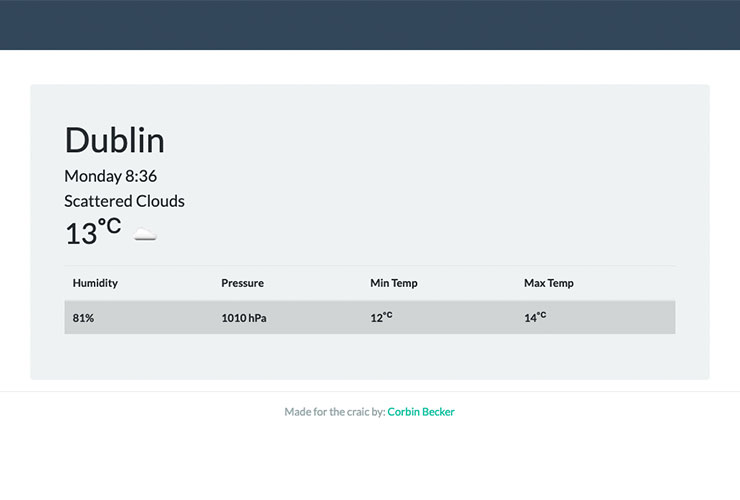 Dublin
Monday 8:36
Scattered Clouds
13°C
Humidity Pressure Min Temp Max Temp
81% 1010 hPa 12°C 14°C
Made for the craic by: Corbin Becker